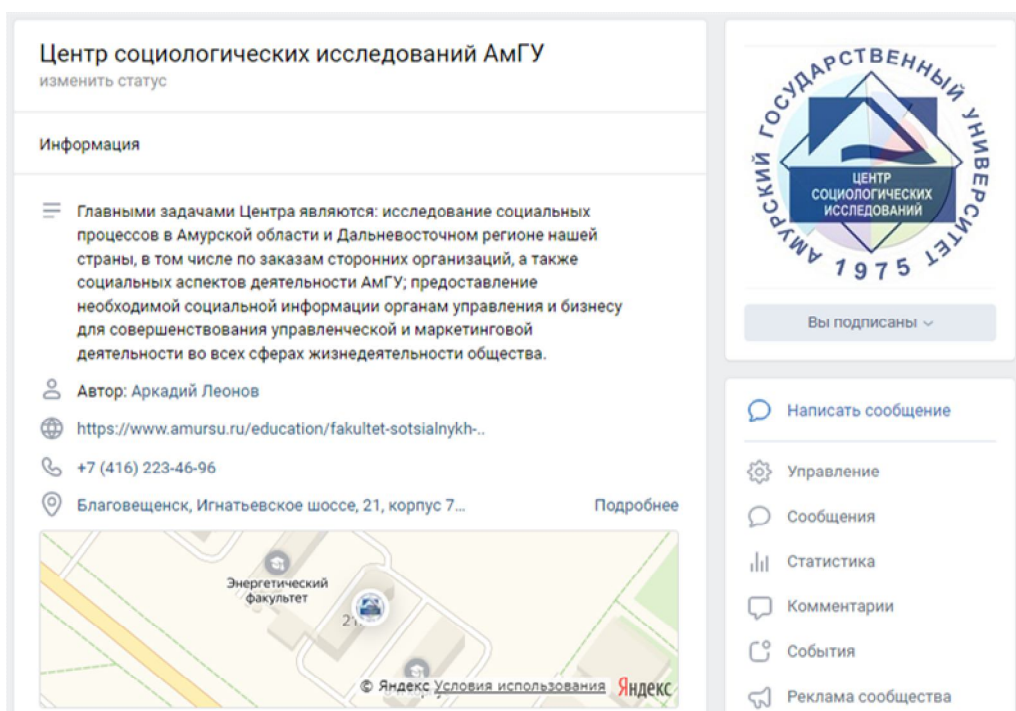 Центр социологических исследований АмГУ
изменить статус
Информация
Главными задачами Центра являются: исследование социальных
процессов в Амурской области и Дальневосточном регионе нашей
страны, в том числе по заказам сторонних организаций, а также
социальных аспектов деятельности АмГУ; предоставление
необходимой социальной информации органам управления и бизнесу
для совершенствования управленческой и маркетинговой
деятельности во всех сферах жизнедеятельности общества.
Автор: Аркадий Леонов
https://www.amursu.ru/education/fakultet-sotsialnykh-..
+7 (416) 223-46-96
Благовещенск, Игнатьевское шоссе, 21, корпус 7... Подробнее
Энергетический
факультет
© Яндекс Условия использования Яндекс
АМУРСКИЙ ГОСУДАРСТВЕННЫЙ УНИВЕРСИТЕТ
ЦЕНТР
СОЦИОЛОГИЧЕСКИХ
ИССЛЕДОВАНИЙ
1975
Вы подписаны
Написать сообщение
Управление
Сообщения
Статистика
Комментарии
События
Реклама сообщества